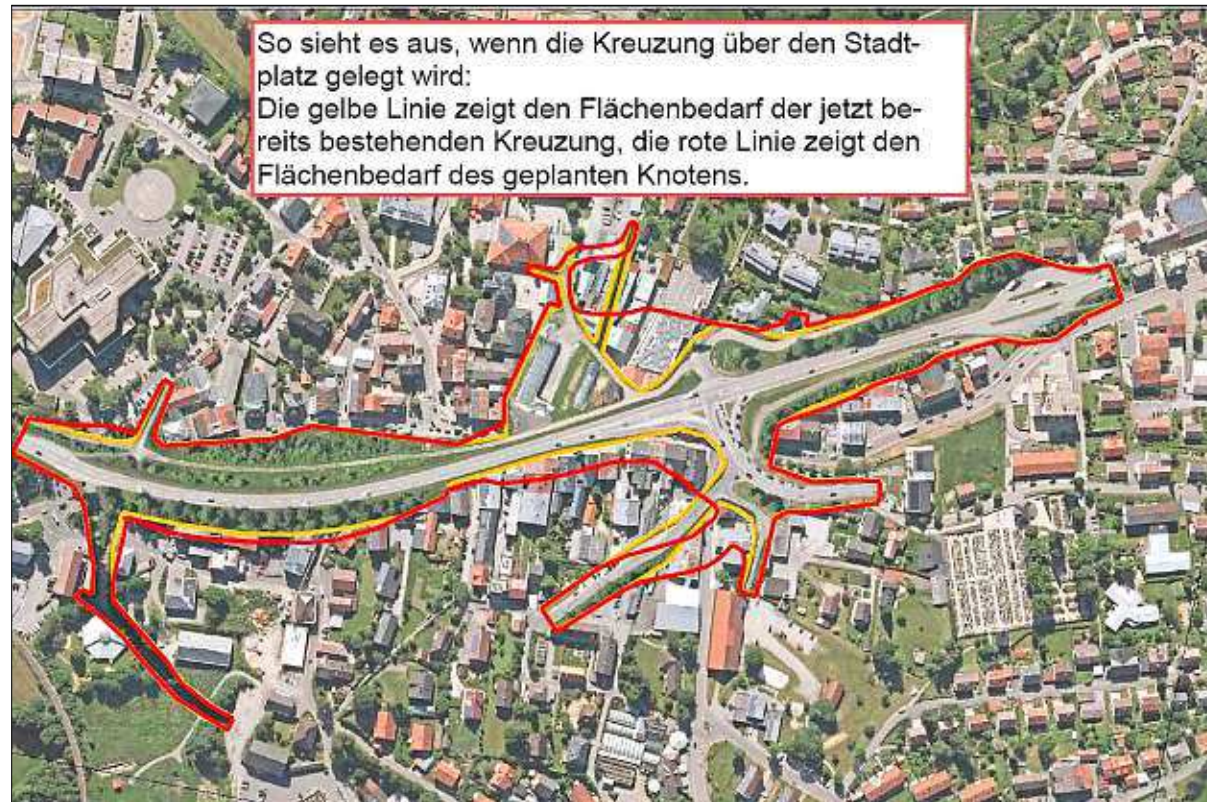 So sieht es aus, wenn die Kreuzung über den Stadt-
platz gelegt wird:
Die gelbe Linie zeigt den Flächenbedarf der jetzt be-
reits bestehenden Kreuzung, die rote Linie zeigt den
Flächenbedarf des geplanten Knotens.